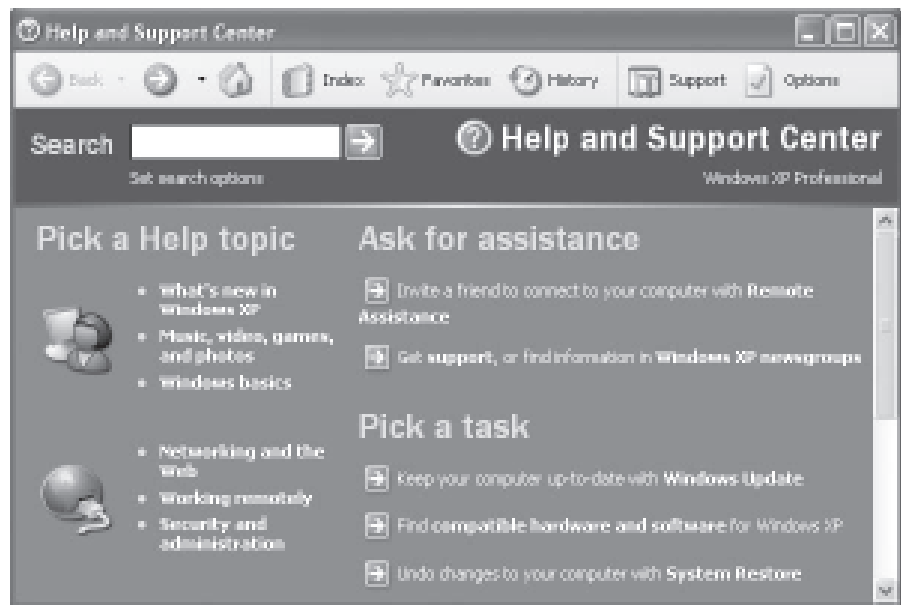 Help and Support Center
Back
Index
Favorites
History
Support
Options
Search
Set search options
Help and Support Center
Windows XP Professional
Pick a Help topic
What's new in
Windows XP
Music, video, games,
and photos
Windows basics
Networking and the
Web
Working remotely
Security and
administration
Ask for assistance
Invite a friend to connect to your computer with Remote
Assistance
Get support, or find information in Windows XP newsgroups
Pick a task
Keep your computer up-to-date with Windows Update
Find compatible hardware and software for Windows XP
Undo changes to your computer with System Restore